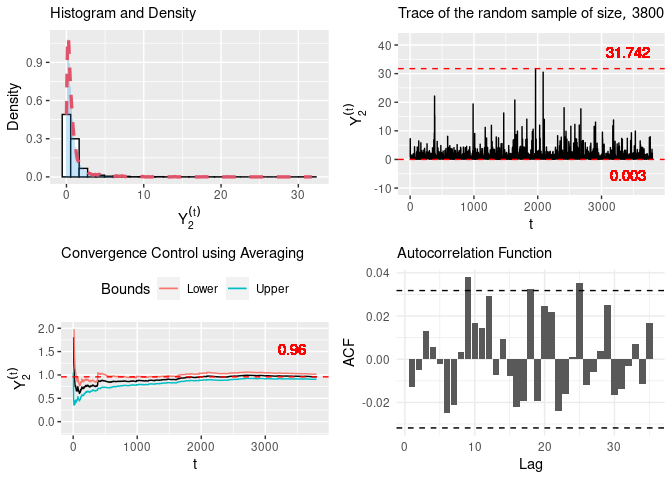 Histogram and Density
Density
0.9
0.6
0.3
0.0
0
10
20
30
Y₂⁽ᵗ⁾
Trace of the random sample of size, 3800
Y₂⁽ᵗ⁾
40
30
20
10
0
-10
31.742
0.003
0
1000
2000
3000
t
Convergence Control using Averaging
Bounds Lower Upper
Y₂⁽ᵗ⁾
2.0
1.5
1.0
0.5
0.0
0.96
0
1000
2000
3000
t
Autocorrelation Function
ACF
0.04
0.02
0.00
-0.02
0
10
20
30
Lag